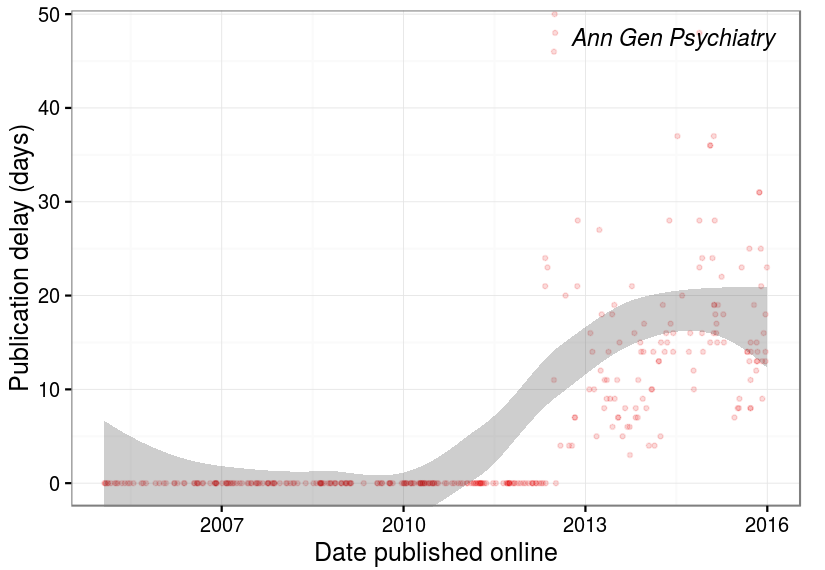 50
Ann Gen Psychiatry
40
30
20
10
0
Publication delay (days)
2007 2010 2013 2016
Date published online